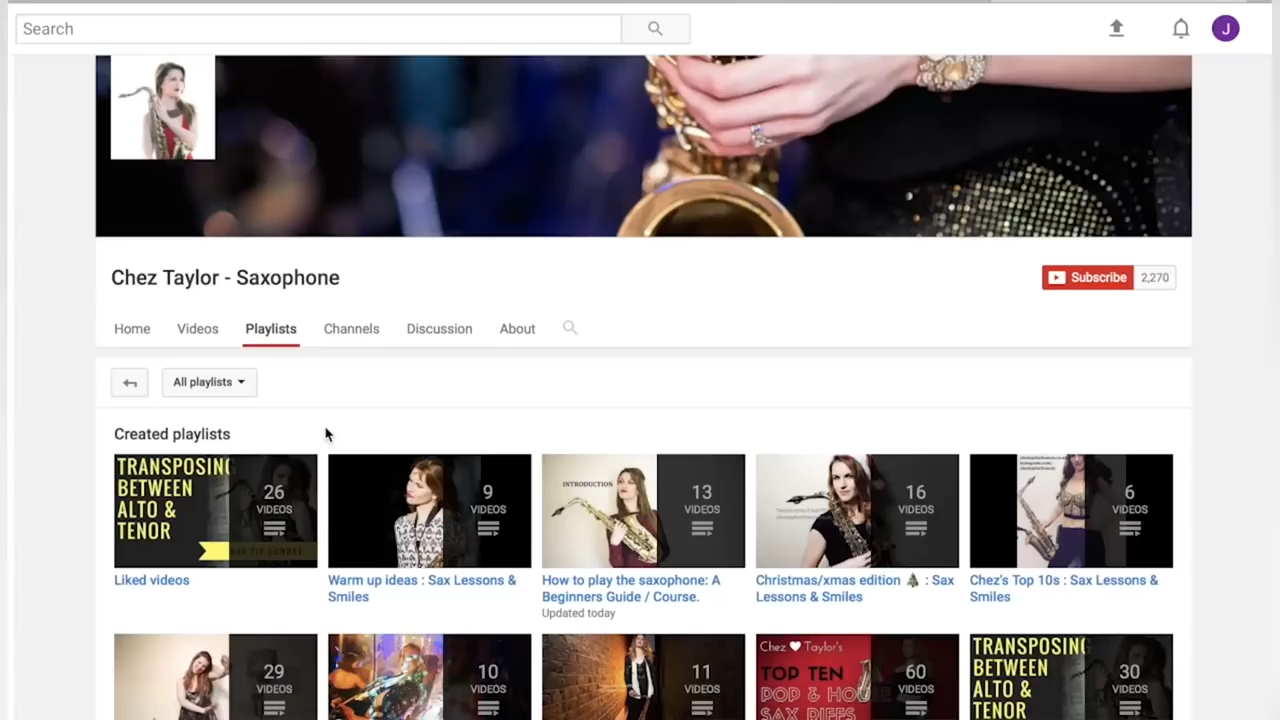 Search
J
Chez Taylor - Saxophone
Subscribe 2,270
Home Videos Playlists Channels Discussion About
All playlists
Created playlists
TRANSPOSING
BETWEEN
ALTO &
TENOR
26
VIDEOS
Liked videos
9
VIDEOS
Warm up ideas : Sax Lessons &
Smiles
INTRODUCTION
13
VIDEOS
How to play the saxophone: A
Beginners Guide / Course.
Updated today
16
VIDEOS
Christmas/xmas edition 🎄 : Sax
Lessons & Smiles
6
VIDEOS
Chez's Top 10s : Sax Lessons &
Smiles
29
VIDEOS
10
VIDEOS
11
VIDEOS
Chez ♥ Taylor's
TOP TEN
POP & HOU
SAX RIFFS
60
VIDEOS
TRANSPOSING
BETWEEN
ALTO &
TENOR
30
VIDEOS